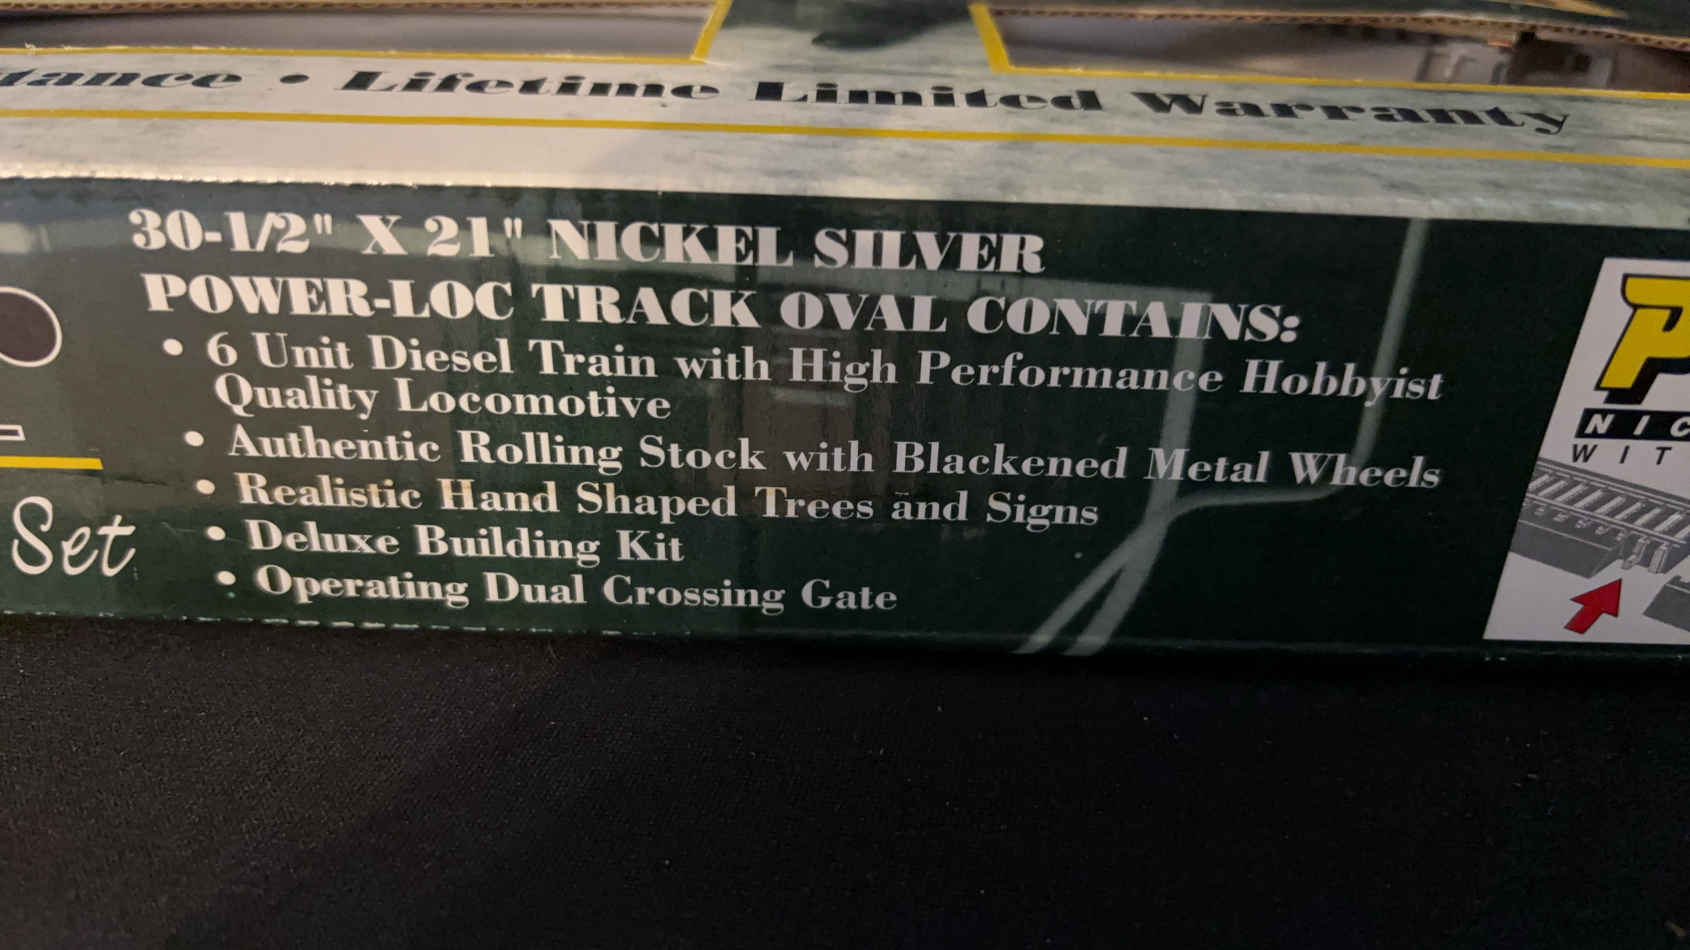 • Lifetime Limited Warranty
30-1/2" X 21" NICKEL SILVER
POWER-LOC TRACK OVAL CONTAINS:
• 6 Unit Diesel Train with High Performance Hobbyist
Quality Locomotive
• Authentic Rolling Stock with Blackened Metal Wheels
• Realistic Hand Shaped Trees and Signs
• Deluxe Building Kit
• Operating Dual Crossing Gate
Set